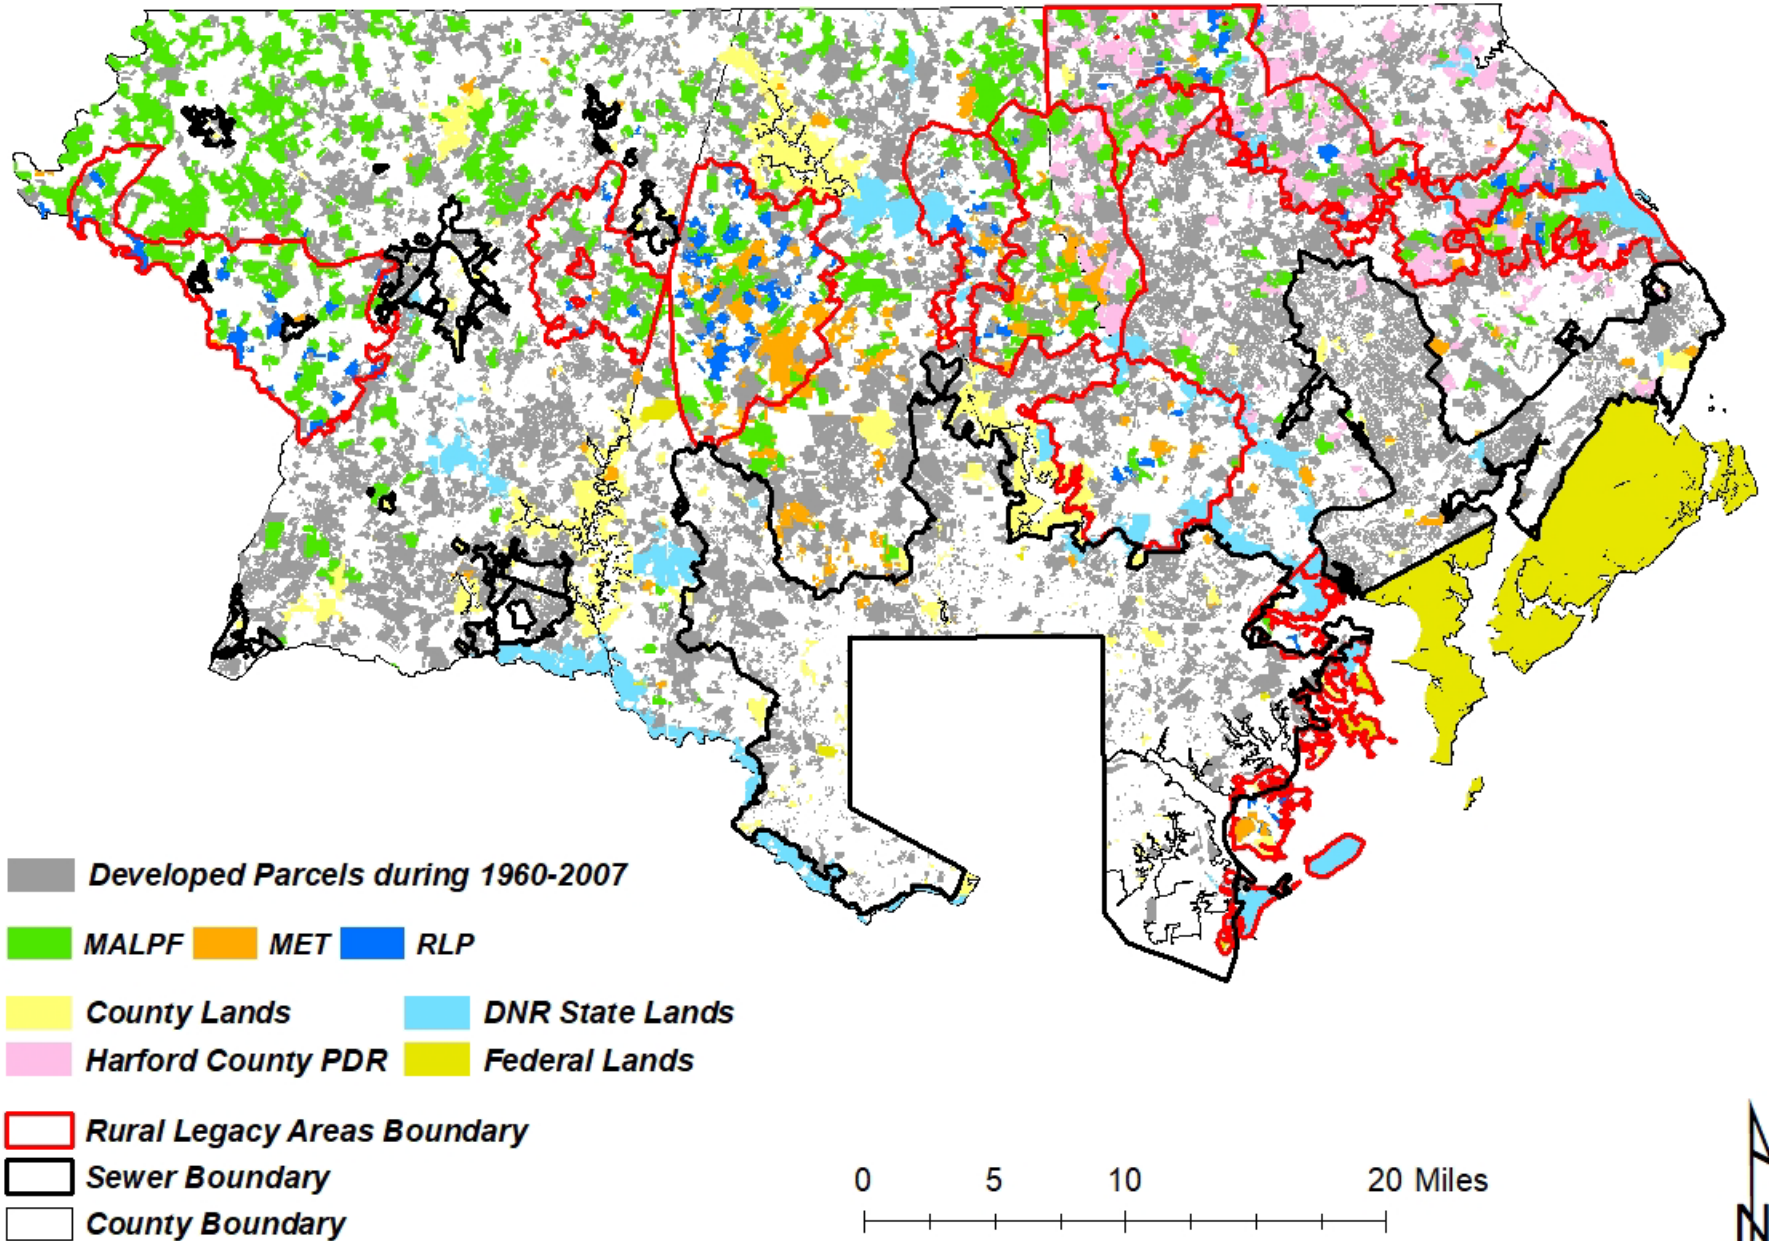 Developed Parcels during 1960-2007
MALPF MET RLP
County Lands DNR State Lands
Harford County PDR Federal Lands
Rural Legacy Areas Boundary
Sewer Boundary
County Boundary
0 5 10 20 Miles
N